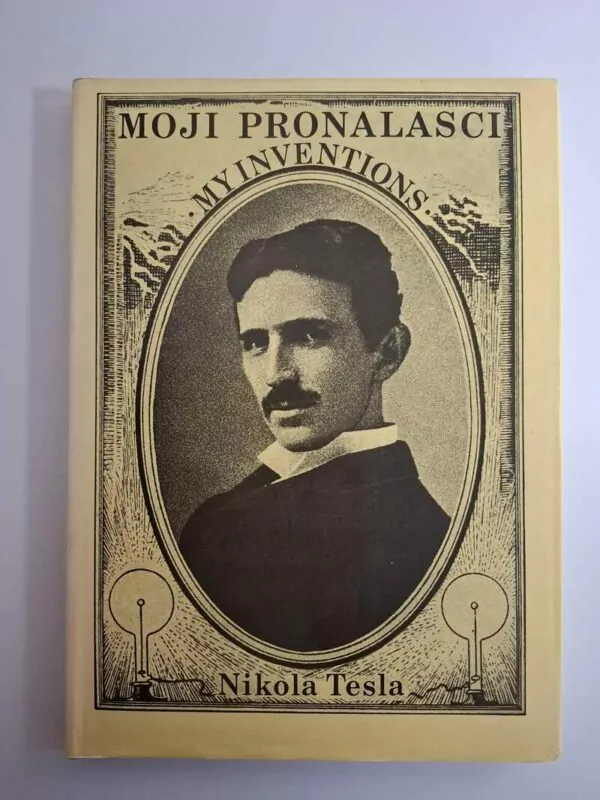 MOJI PRONALASCI
·MY INVENTIONS·
Nikola Tesla